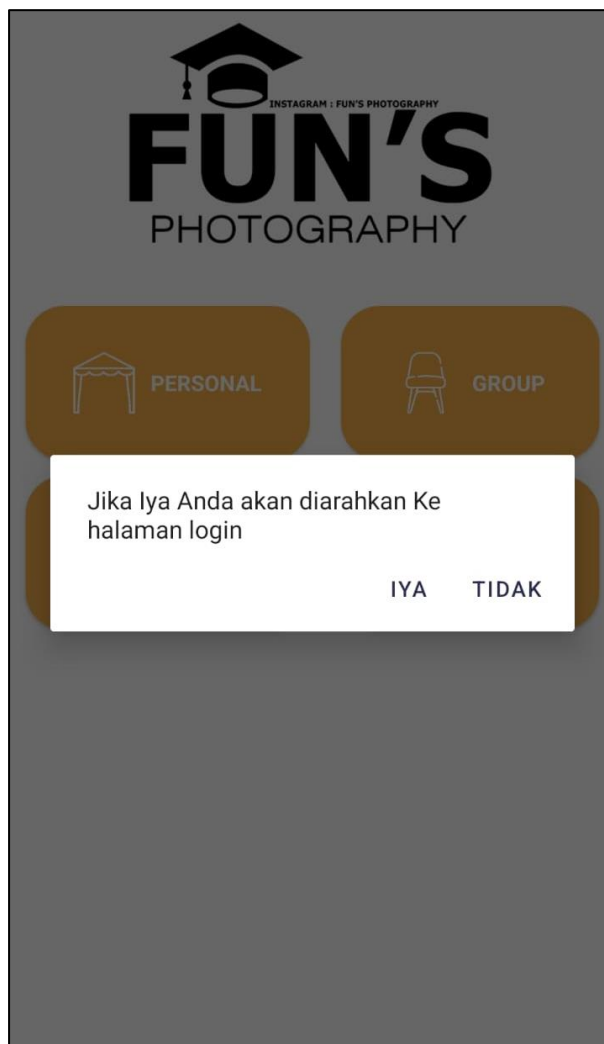 INSTAGRAM : FUN'S PHOTOGRAPHY
FUN'S
PHOTOGRAPHY
PERSONAL
GROUP
Jika Iya Anda akan diarahkan Ke
halaman login
IYA
TIDAK